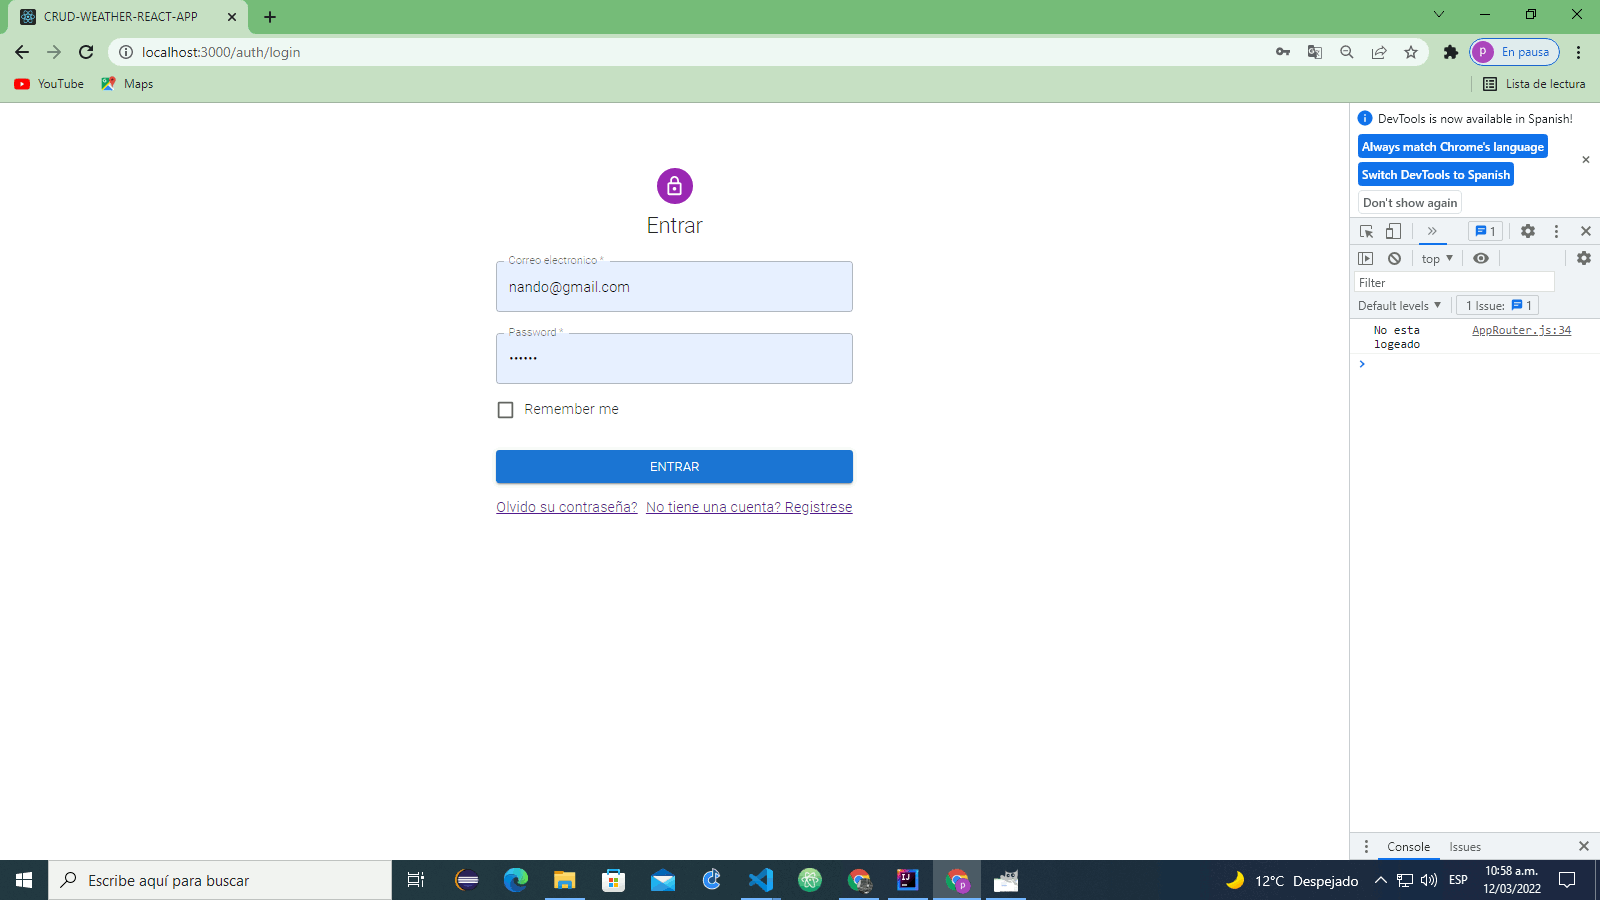 CRUD-WEATHER-REACT-APP
localhost:3000/auth/login
P En pausa
YouTube Maps Lista de lectura
DevTools is now available in Spanish!
Always match Chrome's language
Switch DevTools to Spanish
Don't show again
1
top
Filter
Default levels 1 Issue: 1
No esta logeado AppRouter.js:34
Entrar
Correo electronico *
nando@gmail.com
Password *
••••••
Remember me
ENTRAR
Olvido su contraseña? No tiene una cuenta? Registrese
Console Issues
Escribe aquí para buscar
12°C Despejado ESP
10:58 a.m.
12/03/2022